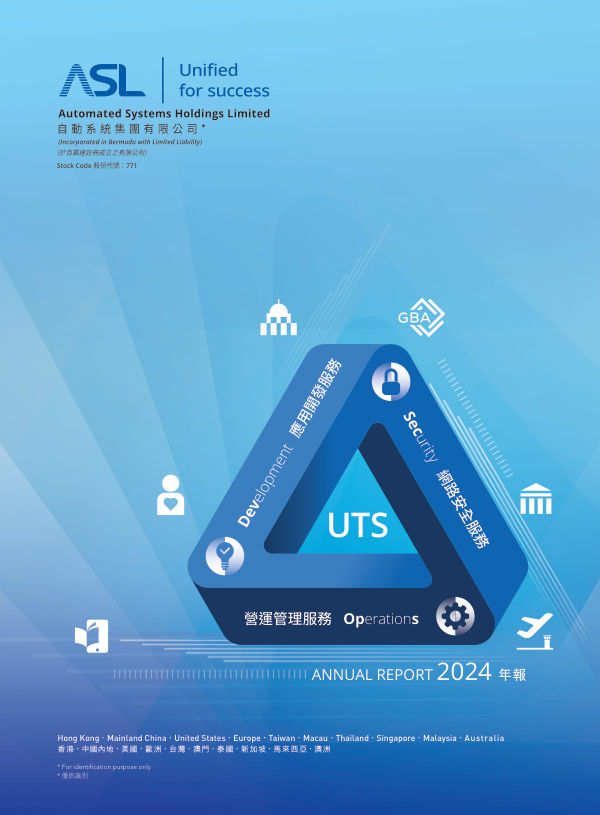 ASL
Unified
for success
Automated Systems Holdings Limited
自動系統集團有限公司*
(Incorporated in Bermuda with Limited Liability)
(於百慕達註冊成立之有限公司)
Stock Code 股份代號：771
GBA
Development 應用開發服務
Security 網路安全服務
UTS
營運管理服務 Operations
ANNUAL REPORT 2024 年報
Hong Kong · Mainland China · United States · Europe · Taiwan · Macau · Thailand · Singapore · Malaysia · Australia
香港 · 中國內地 · 美國 · 歐洲 · 台灣 · 澳門 · 泰國 · 新加坡 · 馬來西亞 · 澳洲
* For identification purpose only
* 僅供識別